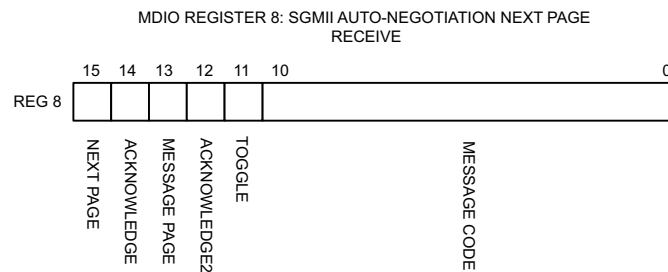 MDIO REGISTER 8: SGMII AUTO-NEGOTIATION NEXT PAGE
RECEIVE
15 14 13 12 11 10 0
REG 8
NEXT PAGE
ACKNOWLEDGE
MESSAGE PAGE
ACKNOWLEDGE2
TOGGLE
MESSAGE CODE